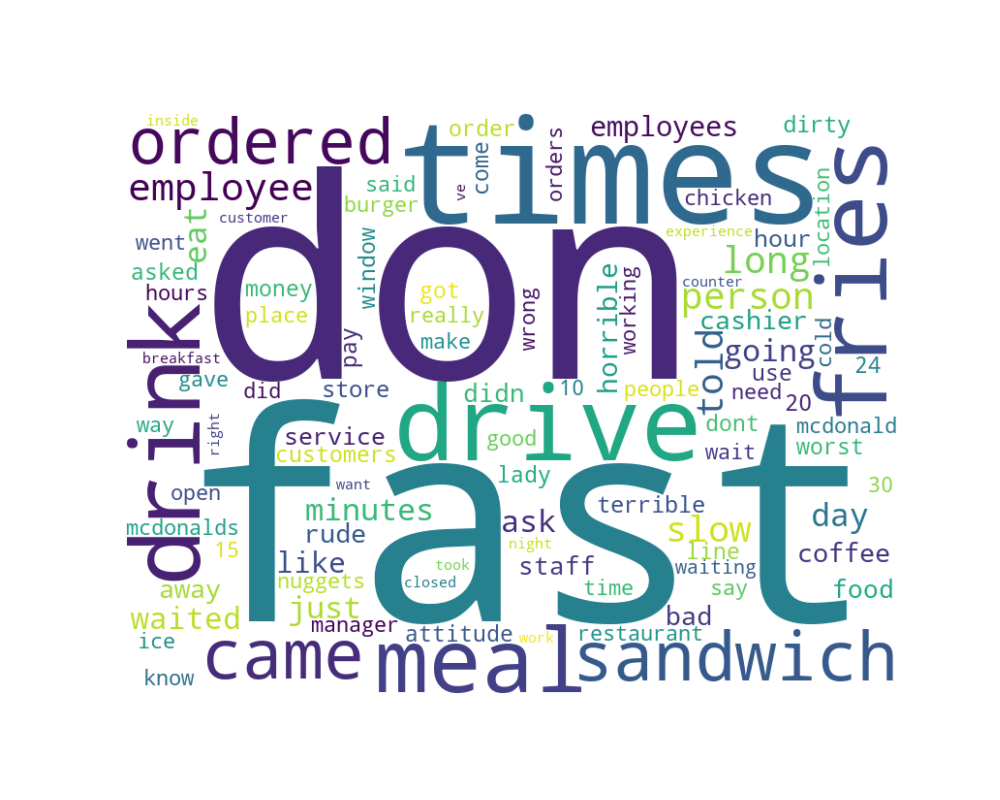 inside
ordered
times
order
employees
dirty
employee
said
come
ve
orders
chicken
fries
burger
customer
eat
don
experience
location
went
window
hour
long
asked
hours
money
got
wrong
horrible
working
counter
person
place
really
make
cashier
drink
breakfast
pay
told
going
cold
gave
did
store
didn
10
people
use
need
24
20
way
right
service
drive
good
dont
mcdonald
customers
wait
worst
open
want
fast
lady
30
mcdonalds
minutes
terrible
day
15
rude
ask
slow
line
coffee
like
night
staff
waiting
away
nuggets
took
closed
time
say
food
waited
just
manager
attitude
work
restaurant
bad
ice
came
meal
sandwich
know